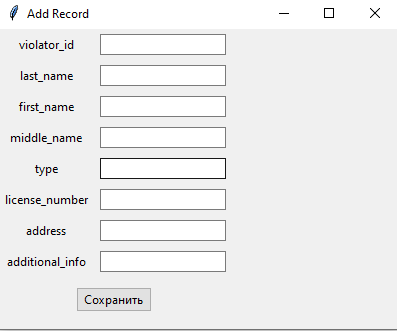 Add Record
violator_id
last_name
first_name
middle_name
type
license_number
address
additional_info
Сохранить